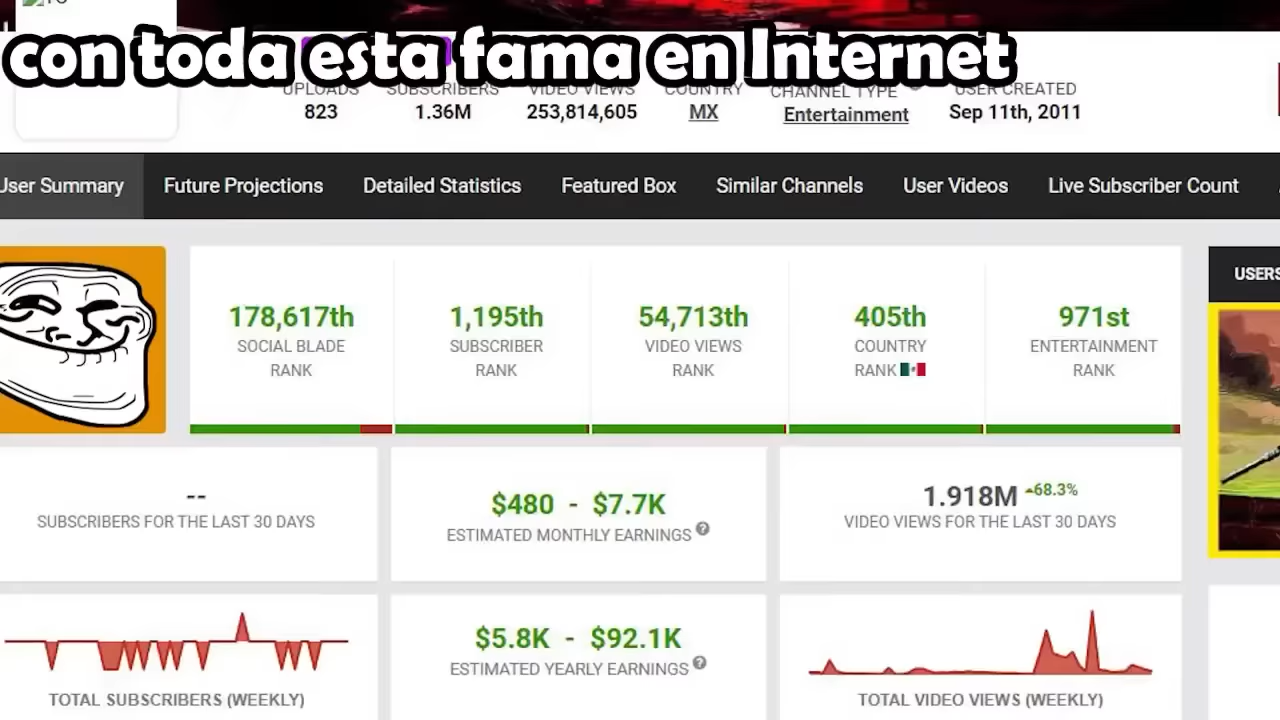 con toda esta fama en Internet
UPLOADS SUBSCRIBERS VIDEO VIEWS COUNTRY CHANNEL TYPE USER CREATED
823 1.36M 253,814,605 MX Entertainment Sep 11th, 2011
User Summary Future Projections Detailed Statistics Featured Box Similar Channels User Videos Live Subscriber Count
USERS
178,617th 1,195th 54,713th 405th 971st
SOCIAL BLADE SUBSCRIBER VIDEO VIEWS COUNTRY ENTERTAINMENT
RANK RANK RANK RANK RANK
--
SUBSCRIBERS FOR THE LAST 30 DAYS
$480 - $7.7K
ESTIMATED MONTHLY EARNINGS ?
1.918M 68.3%
VIDEO VIEWS FOR THE LAST 30 DAYS
TOTAL SUBSCRIBERS (WEEKLY)
$5.8K - $92.1K
ESTIMATED YEARLY EARNINGS ?
TOTAL VIDEO VIEWS (WEEKLY)